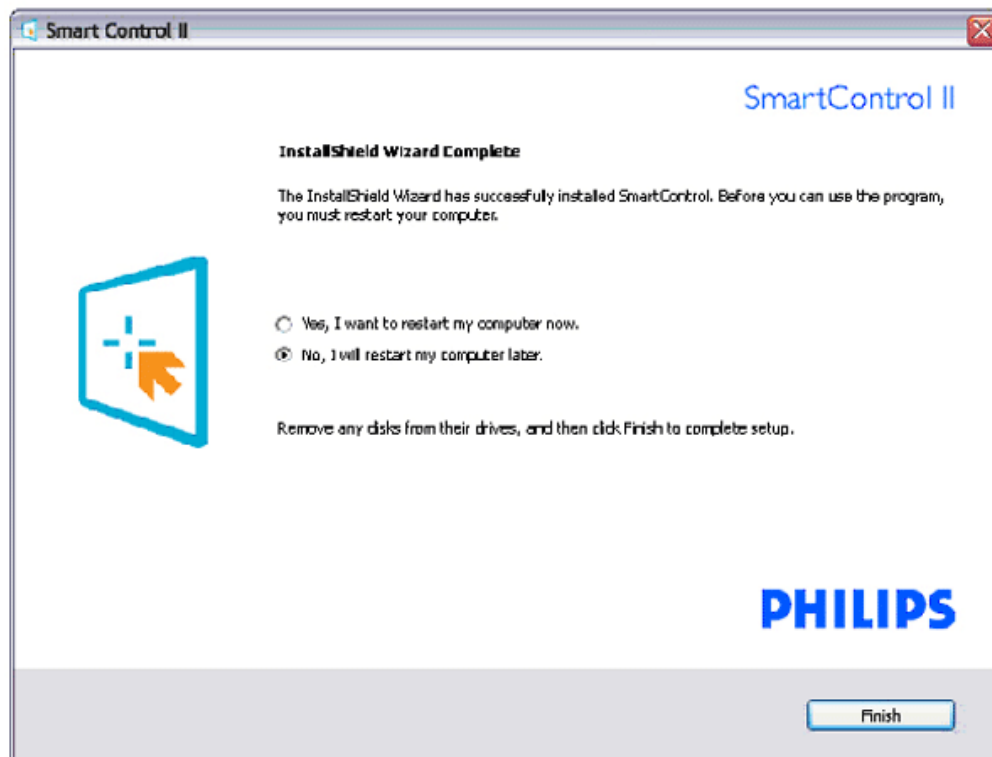 Smart Control II
SmartControl II
InstallShield Wizard Complete
The InstallShield Wizard has successfully installed SmartControl. Before you can use the program,
you must restart your computer.
Yes, I want to restart my computer now.
No, I will restart my computer later.
Remove any disks from their drives, and then click Finish to complete setup.
PHILIPS
Finish